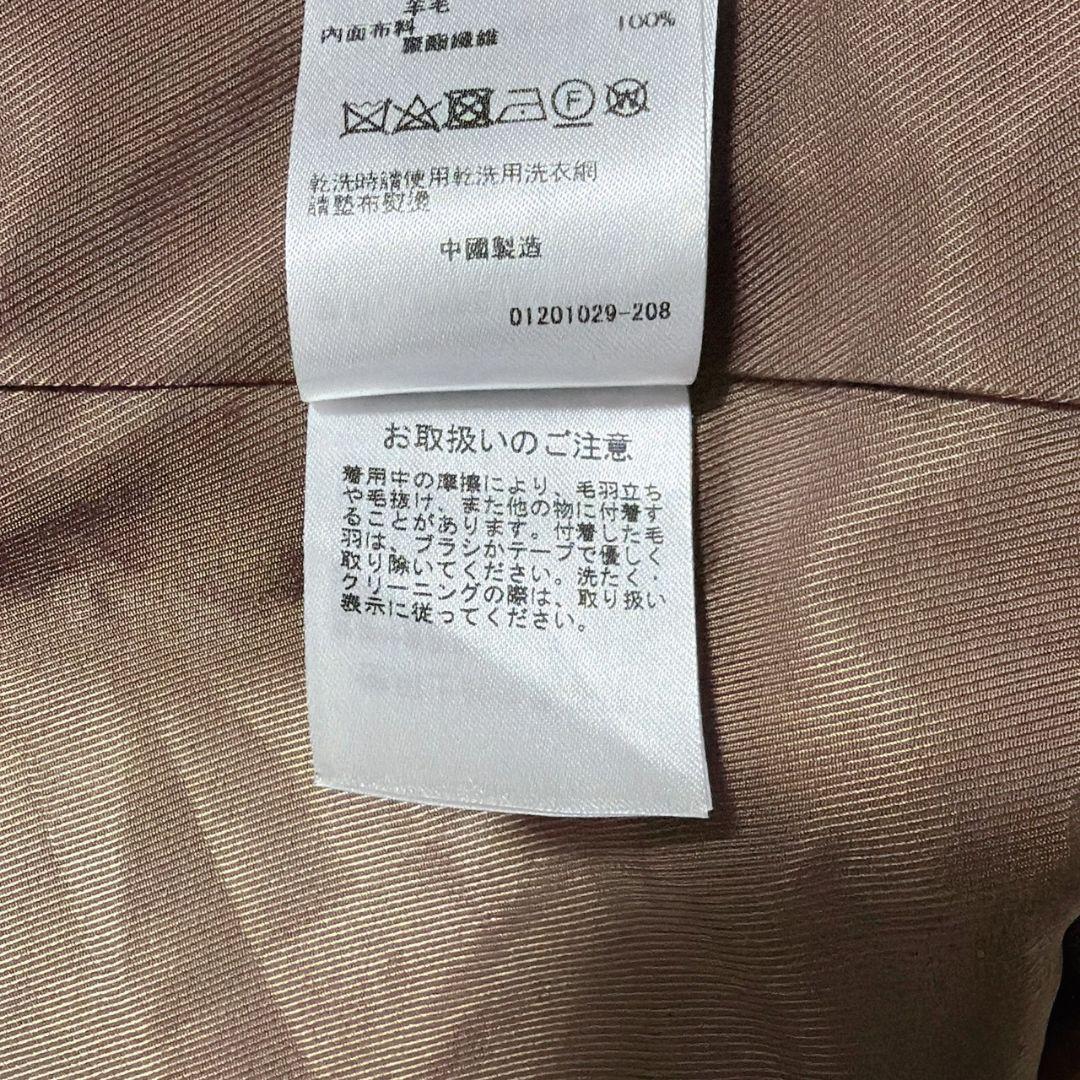 羊毛
內面布料 聚酯纖維 100%
F
W
乾洗時請使用乾洗用洗衣網
請墊布熨燙
中國製造
01201029-208
お取扱いのご注意
着用中の摩擦により、毛羽立ち
や毛抜け、また他の物に付着す
ることがあります。付着した毛
羽は、ブラシかテープで優しく
取り除いてください。洗たく・
クリーニングの際は、取り扱い
表示に従ってください。